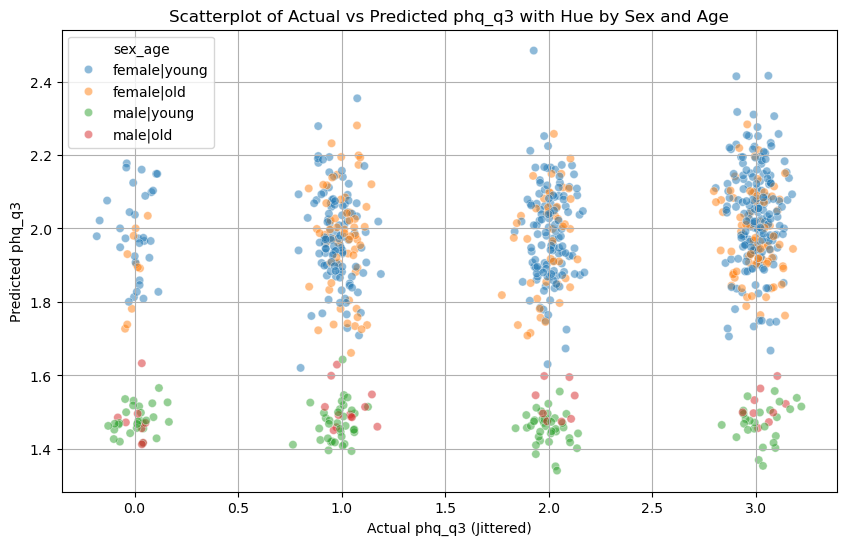 Scatterplot of Actual vs Predicted phq_q3 with Hue by Sex and Age
sex_age
female|young
female|old
male|young
male|old
2.4
2.2
2.0
1.8
1.6
1.4
Predicted phq_q3
0.0 0.5 1.0 1.5 2.0 2.5 3.0
Actual phq_q3 (Jittered)